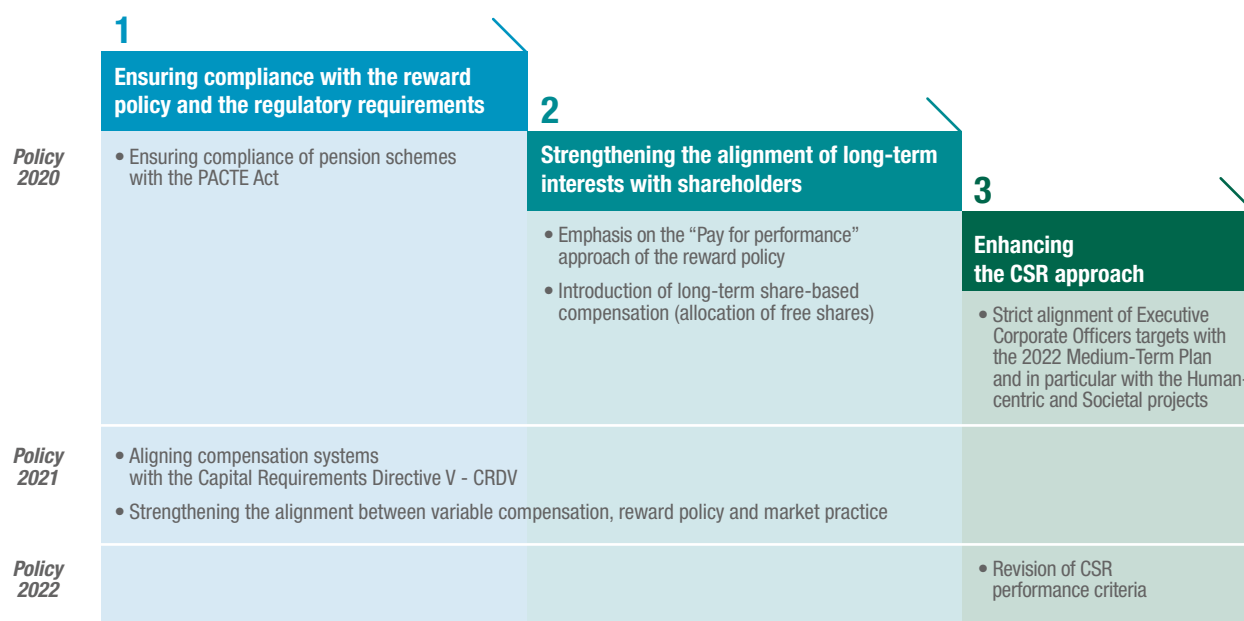 1
Ensuring compliance with the reward
policy and the regulatory requirements
2
Strengthening the alignment of long-term
interests with shareholders
3
Enhancing
the CSR approach
Policy
2020
• Ensuring compliance of pension schemes
with the PACTE Act
• Emphasis on the “Pay for performance”
approach of the reward policy
• Introduction of long-term share-based
compensation (allocation of free shares)
• Strict alignment of Executive
Corporate Officers targets with
the 2022 Medium-Term Plan
and in particular with the Human-
centric and Societal projects
Policy
2021
• Aligning compensation systems
with the Capital Requirements Directive V - CRDV
• Strengthening the alignment between variable compensation, reward policy and market practice
Policy
2022
• Revision of CSR
performance criteria